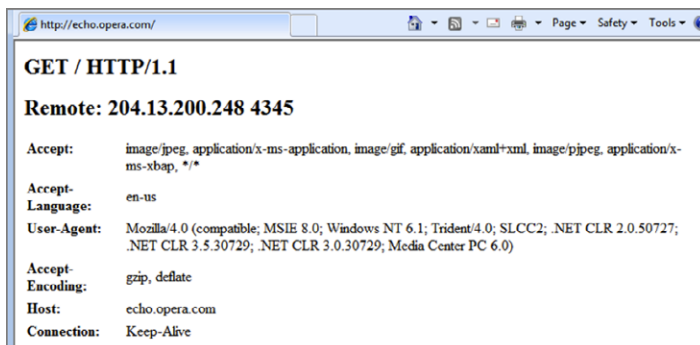 http://echo.opera.com/
Page
Safety
Tools
GET / HTTP/1.1
Remote: 204.13.200.248 4345
Accept: image/jpeg, application/x-ms-application, image/gif, application/xaml+xml, image/pjpeg, application/x-
ms-xbap, */*
Accept-
Language: en-us
User-Agent: Mozilla/4.0 (compatible; MSIE 8.0; Windows NT 6.1; Trident/4.0; SLCC2; .NET CLR 2.0.50727;
.NET CLR 3.5.30729; .NET CLR 3.0.30729; Media Center PC 6.0)
Accept-
Encoding: gzip, deflate
Host: echo.opera.com
Connection: Keep-Alive